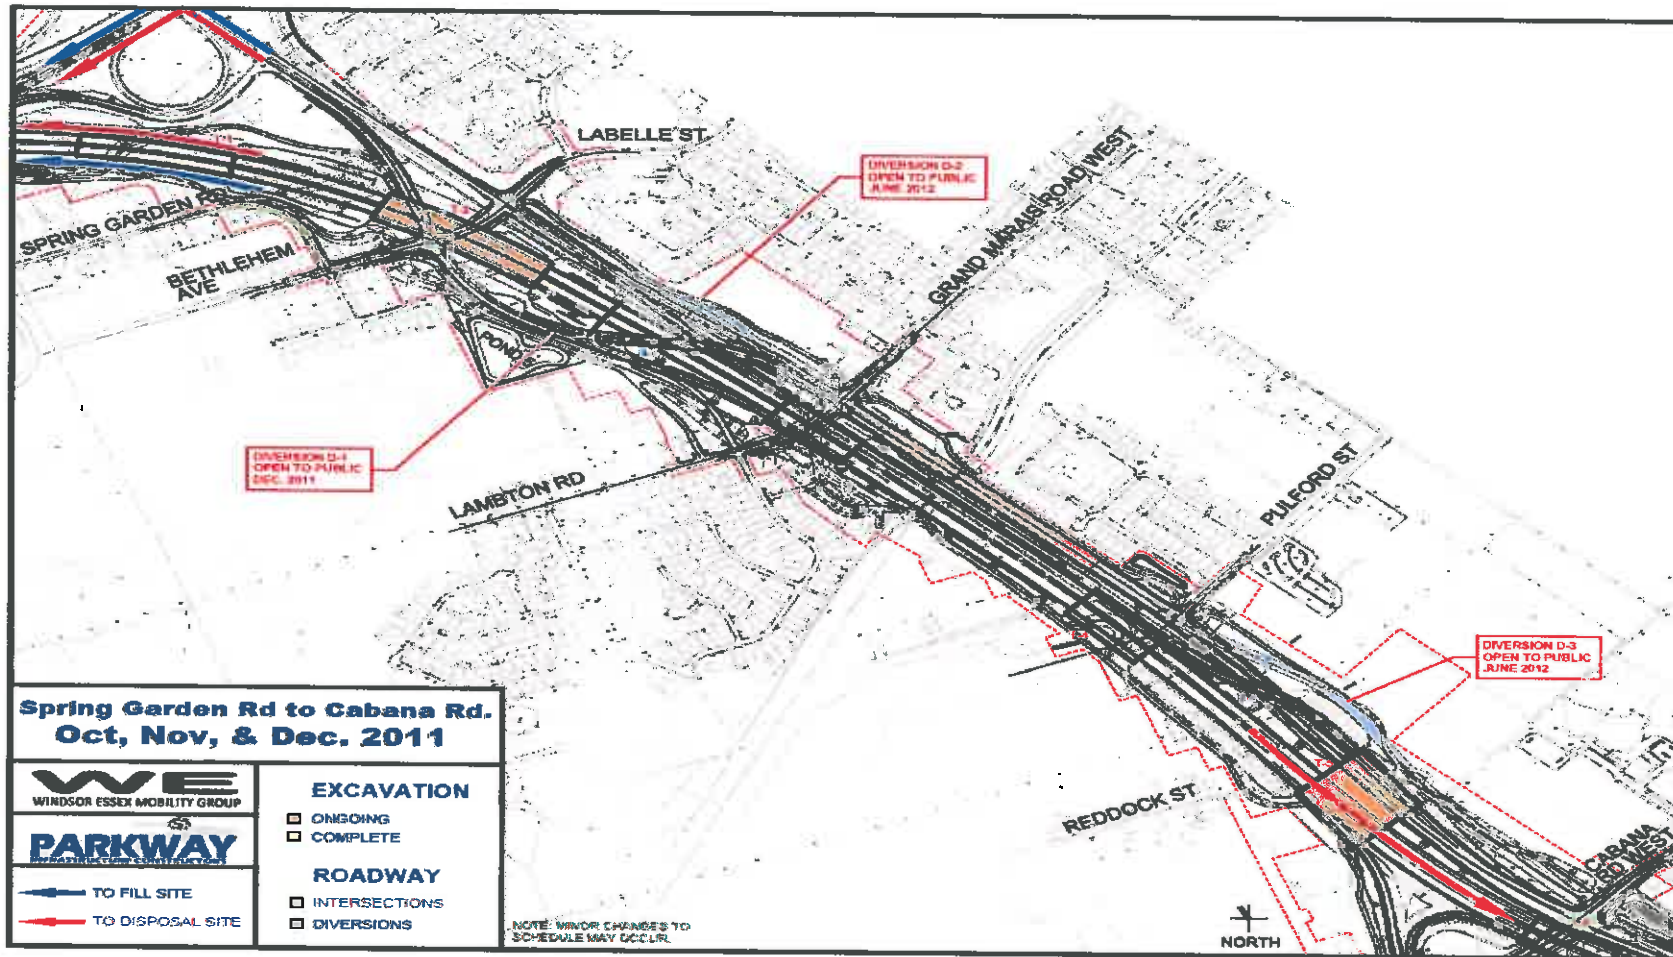 LABELLE ST.
DIVERSION D-2
OPEN TO PUBLIC
JUNE 2012
GRAND MARAIS ROAD WEST
SPRING GARDEN RD.
BETHLEHEM
AVE
POND
DIVERSION D-1
OPEN TO PUBLIC
DEC. 2011
LAMBTON RD
PULFORD ST
DIVERSION D-3
OPEN TO PUBLIC
JUNE 2012
REDDOCK ST
CABANA
RD WEST
NORTH
Spring Garden Rd to Cabana Rd.
Oct, Nov, & Dec. 2011
WE
WINDSOR ESSEX MOBILITY GROUP
PARKWAY
INFRASTRUCTURE CONSTRUCTORS
TO FILL SITE
TO DISPOSAL SITE
EXCAVATION
ONGOING
COMPLETE
ROADWAY
INTERSECTIONS
DIVERSIONS
NOTE: MINOR CHANGES TO
SCHEDULE MAY OCCUR.